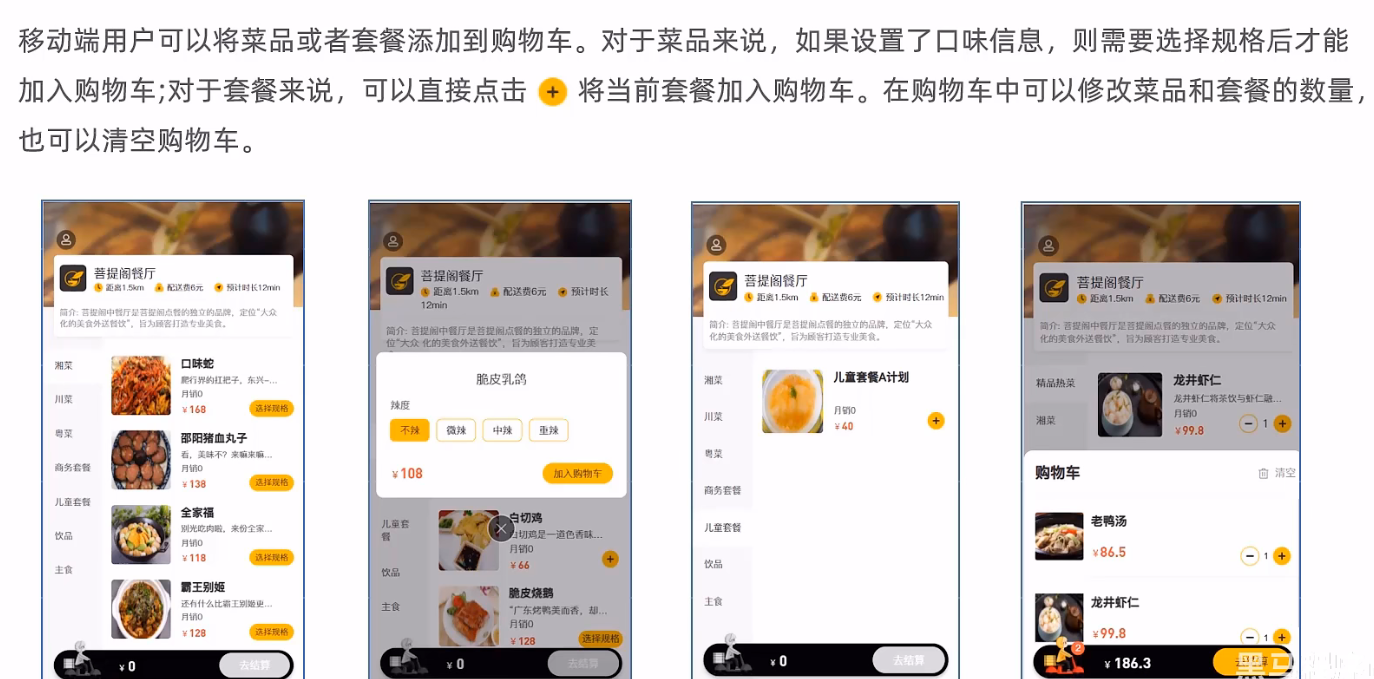 移动端用户可以将菜品或者套餐添加到购物车。对于菜品来说，如果设置了口味信息，则需要选择规格后才能
加入购物车;对于套餐来说，可以直接点击 + 将当前套餐加入购物车。在购物车中可以修改菜品和套餐的数量，
也可以清空购物车。
菩提阁餐厅
距离1.5km 配送费6元 预计时长12min
简介: 菩提阁中餐厅是菩提阁点餐的独立的品牌，定位“大众
化的美食外送餐饮”，旨为顾客打造专业美食。
湘菜
川菜
粤菜
商务套餐
儿童套餐
饮品
主食
口味蛇
爬行界的扛把子，东兴-...
月销0
¥168 选择规格
邵阳猪血丸子
看，美味不？来嘛来嘛...
月销0
¥138 选择规格
全家福
别光吃肉啦，来份全家...
月销0
¥118 选择规格
霸王别姬
还有什么比霸王别姬更...
月销0
¥128 选择规格
¥ 0 去结算
菩提阁餐厅
距离1.5km 配送费6元 预计时长
12min
简介: 菩提阁中餐厅是菩提阁点餐的独立的品牌，定
位“大众 化的美食外送餐饮”，旨为顾客打造专业美
脆皮乳鸽
辣度
不辣 微辣 中辣 重辣
¥108 加入购物车
儿童套
餐
饮品
主食
白切鸡
白切鸡是一道色香味...
月销0
¥66 +
脆皮烧鹅
“广东烤鸭美而香，却...
月销0
¥128 选择规格
¥ 0 去结算
菩提阁餐厅
距离1.5km 配送费6元 预计时长12min
简介: 菩提阁中餐厅是菩提阁点餐的独立的品牌，定位“大众
化的美食外送餐饮”，旨为顾客打造专业美食。
湘菜
川菜
粤菜
商务套餐
儿童套餐
饮品
主食
儿童套餐A计划
月销0
¥40 +
¥ 0 去结算
菩提阁餐厅
距离1.5km 配送费6元 预计时长12min
简介: 菩提阁中餐厅是菩提阁点餐的独立的品牌，定位“大众
化的美食外送餐饮”，旨为顾客打造专业美食。
精品热菜
湘菜
龙井虾仁
龙井虾仁将茶饮与虾仁融...
月销0
¥99.8 − 1 +
购物车 清空
老鸭汤
¥86.5 − 1 +
龙井虾仁
¥99.8 − 1 +
2
¥ 186.3